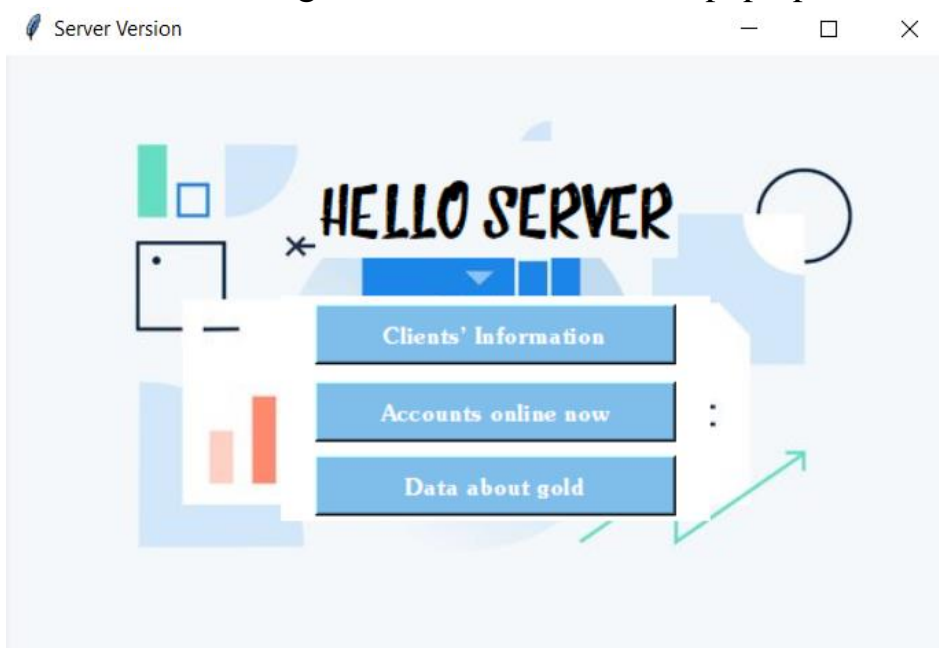 Server Version
HELLO SERVER
Clients' Information
Accounts online now
Data about gold